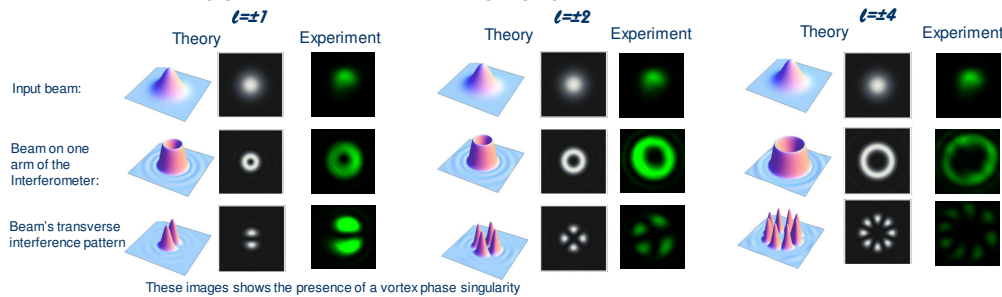 ℓ=±1
ℓ=±2
ℓ=±4
Theory
Experiment
Theory
Experiment
Theory
Experiment
Input beam:
Beam on one
arm of the
Interferometer:
Beam's transverse
interference pattern
These images shows the presence of a vortex phase singularity